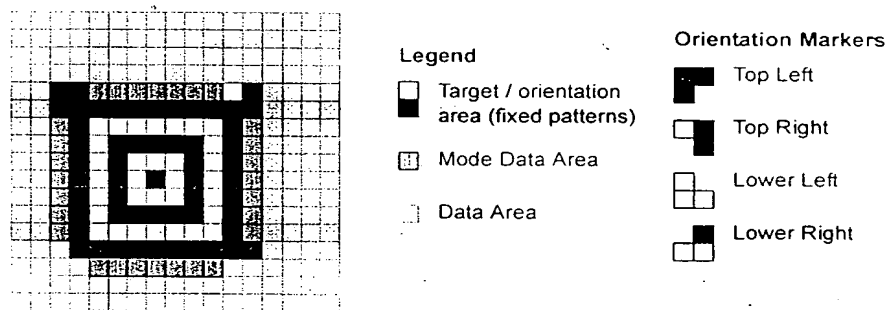 Legend
Target / orientation
area (fixed patterns)
Mode Data Area
Data Area
Orientation Markers
Top Left
Top Right
Lower Left
Lower Right